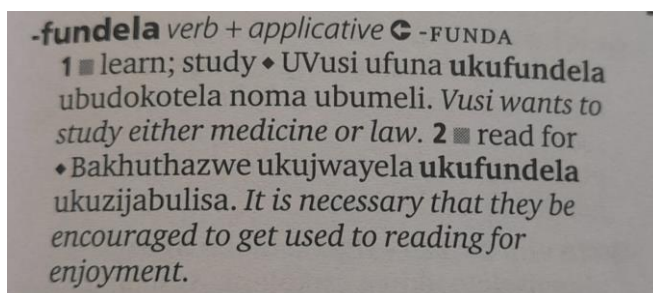 -fundela verb + applicative ➲ -FUNDA
1 ■ learn; study ◆ UVusi ufuna ukufundela
ubudokotela noma ubumeli. Vusi wants to
study either medicine or law. 2 ■ read for
◆ Bakhuthazwe ukujwayela ukufundela
ukuzijabulisa. It is necessary that they be
encouraged to get used to reading for
enjoyment.